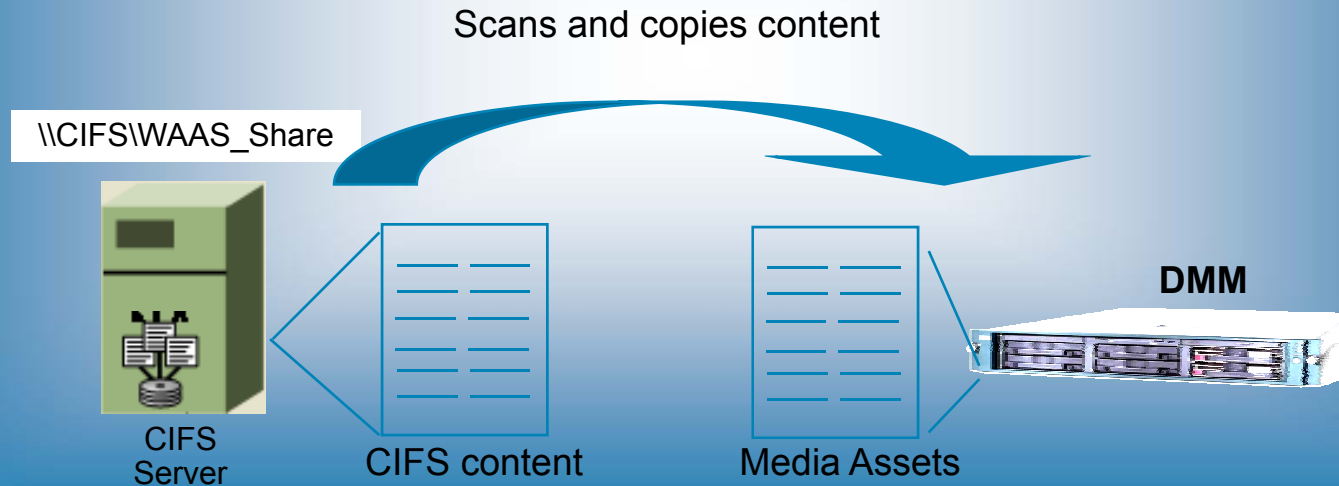 Scans and copies content
\\CIFS\WAAS_Share
DMM
CIFS
Server
CIFS content
Media Assets